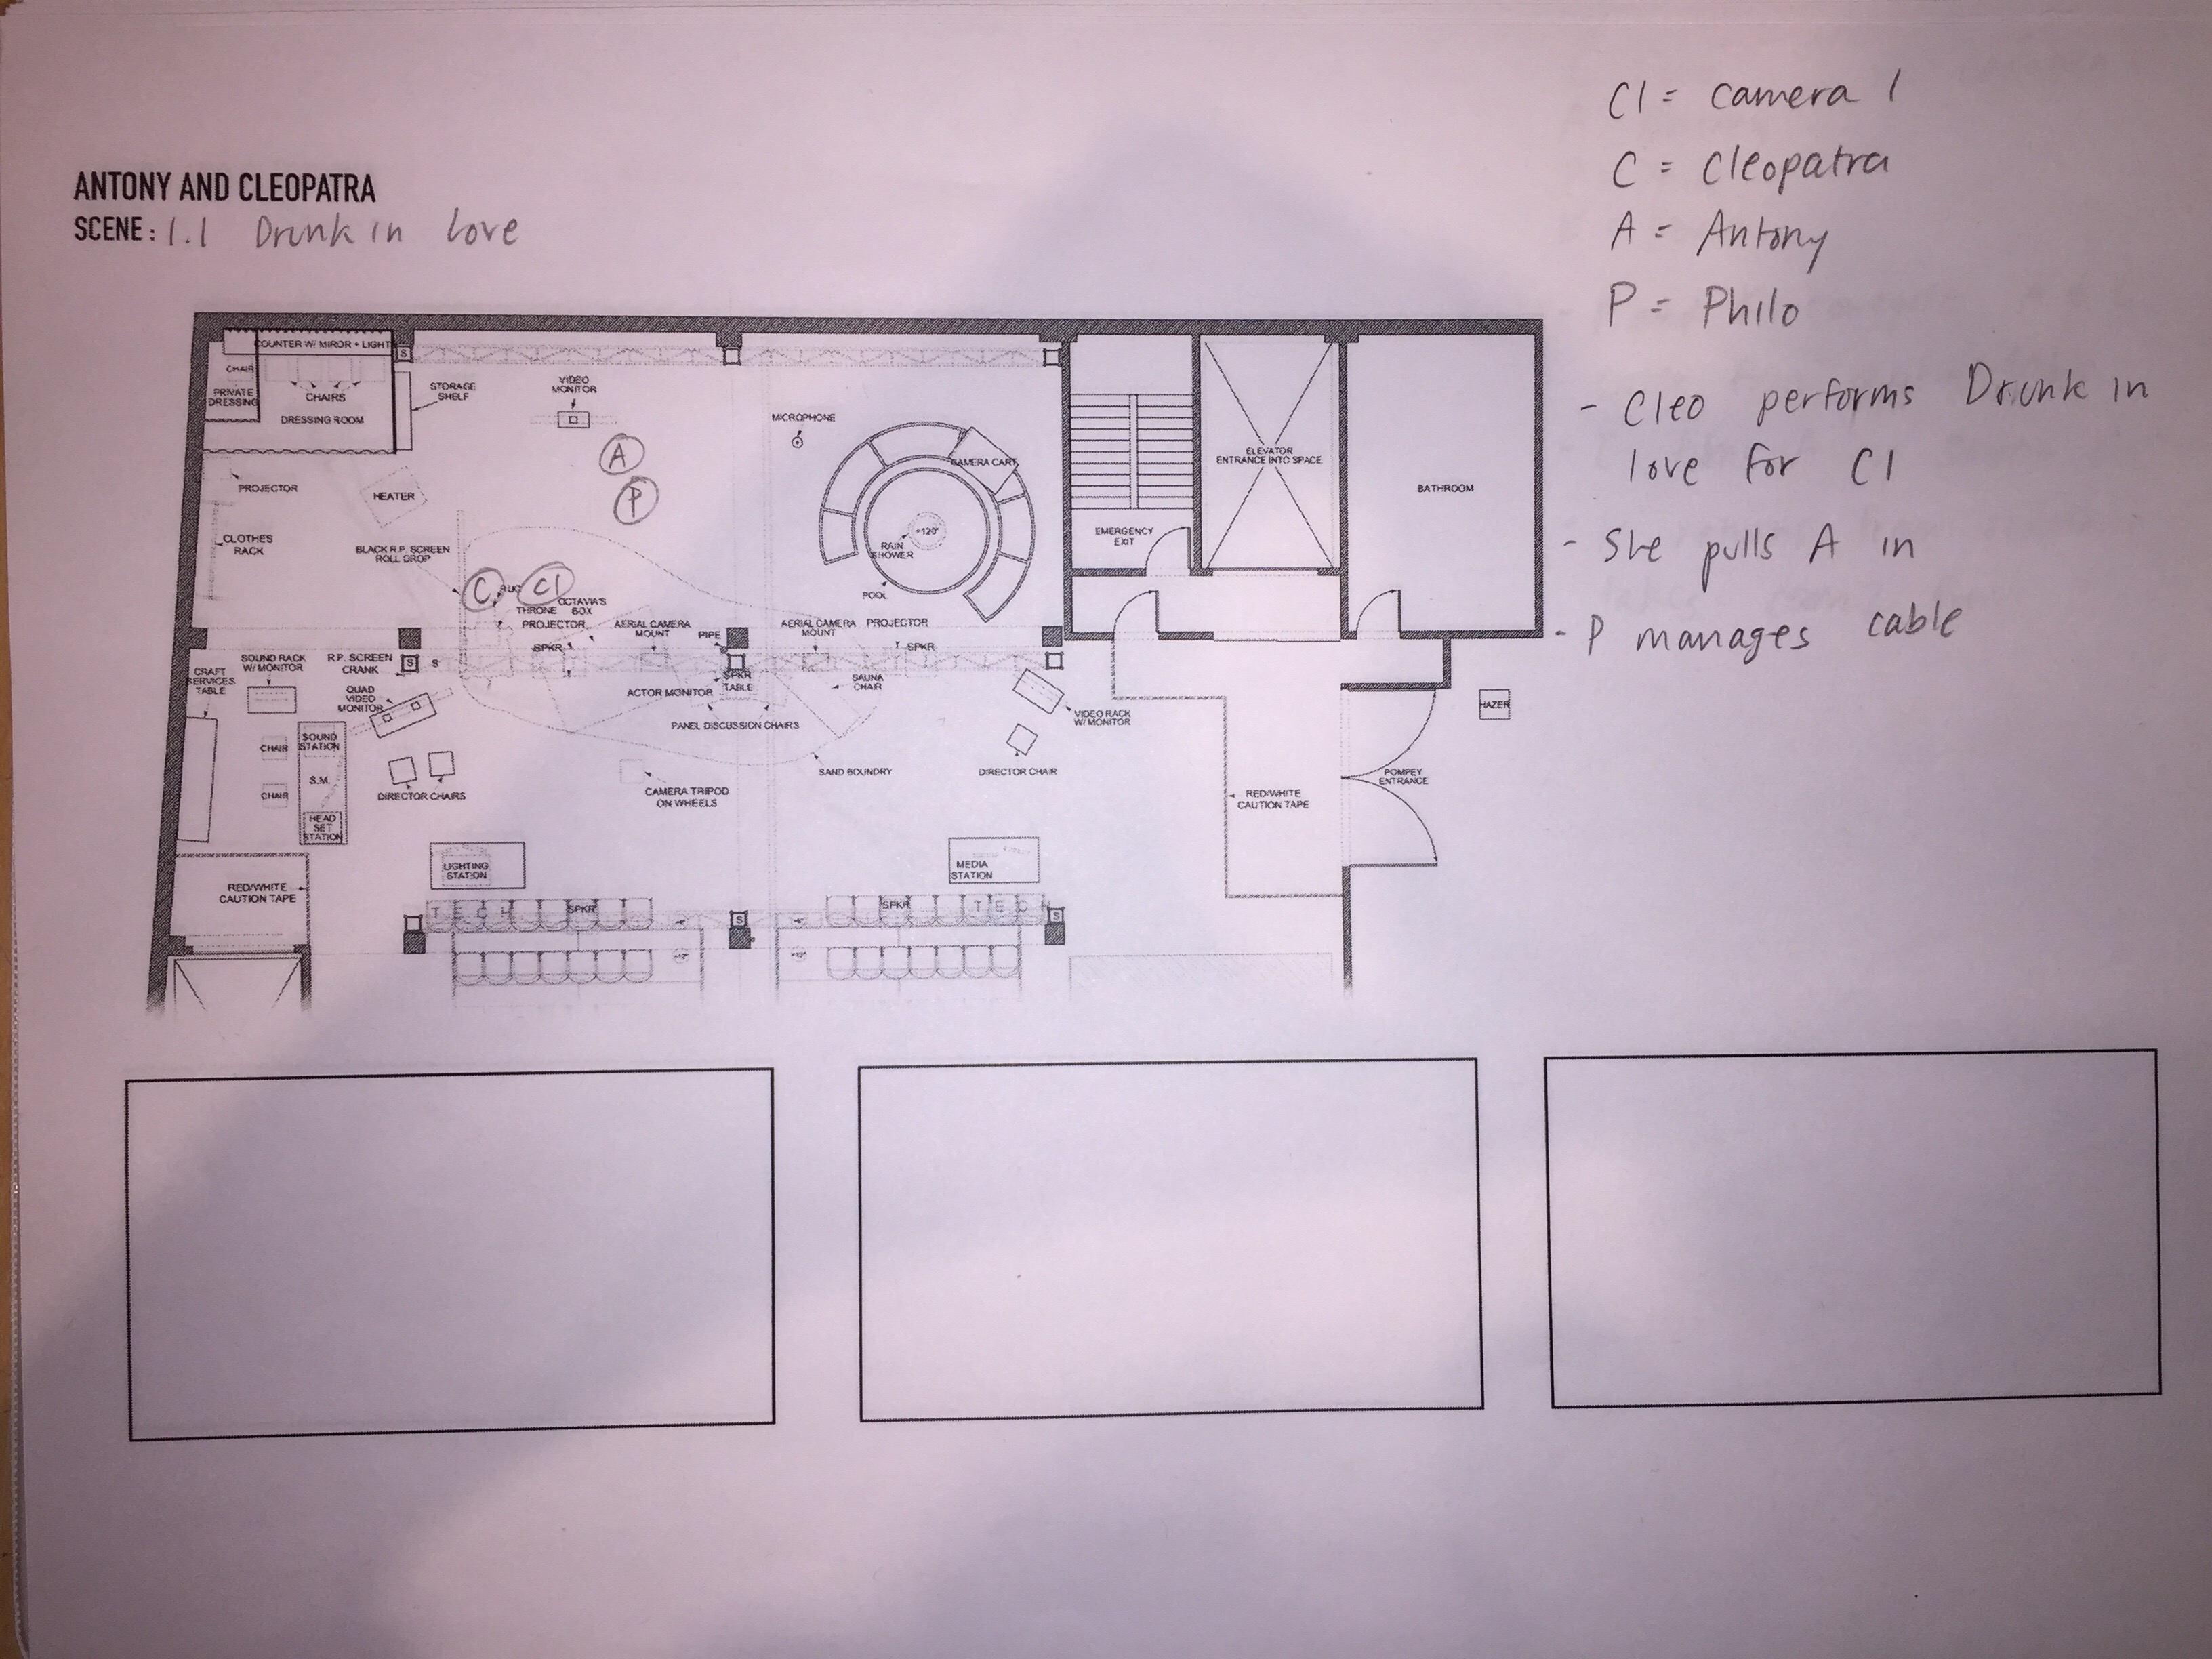 C1 = camera 1
C = Cleopatra
A = Antony
P = Philo
- Cleo performs Drunk in
love for C1
- She pulls A in
- P manages cable
ANTONY AND CLEOPATRA
SCENE: 1.1 Drunk in love
COUNTER W/ MIROR + LIGHT
S
CHAIR
PRIVATE
DRESSING
CHAIRS
DRESSING ROOM
STORAGE
SHELF
VIDEO
MONITOR
MICROPHONE
A
P
CAMERA CART
ELEVATOR
ENTRANCE INTO SPACE
BATHROOM
PROJECTOR
HEATER
CLOTHES
RACK
BLACK R.P. SCREEN
ROLL DROP
+120"
RAIN
SHOWER
POOL
EMERGENCY
EXIT
C
C1
THRONE
OCTAVIA'S
BOX
PROJECTOR
SPKR
AERIAL CAMERA
MOUNT
PIPE
AERIAL CAMERA
MOUNT
PROJECTOR
SPKR
CRAFT
SERVICES
TABLE
SOUND RACK
W/ MONITOR
R.P. SCREEN
CRANK
S
S
QUAD
VIDEO
MONITOR
ACTOR MONITOR
SPKR
TABLE
SAUNA
CHAIR
PANEL DISCUSSION CHAIRS
VIDEO RACK
W/ MONITOR
HAZER
CHAIR
SOUND
STATION
S.M.
CHAIR
HEAD
SET
STATION
DIRECTOR CHAIRS
CAMERA TRIPOD
ON WHEELS
SAND BOUNDRY
DIRECTOR CHAIR
RED/WHITE
CAUTION TAPE
POMPEY
ENTRANCE
LIGHTING
STATION
MEDIA
STATION
RED/WHITE
CAUTION TAPE
TECH
SPKR
S
SPKR
TECH
S